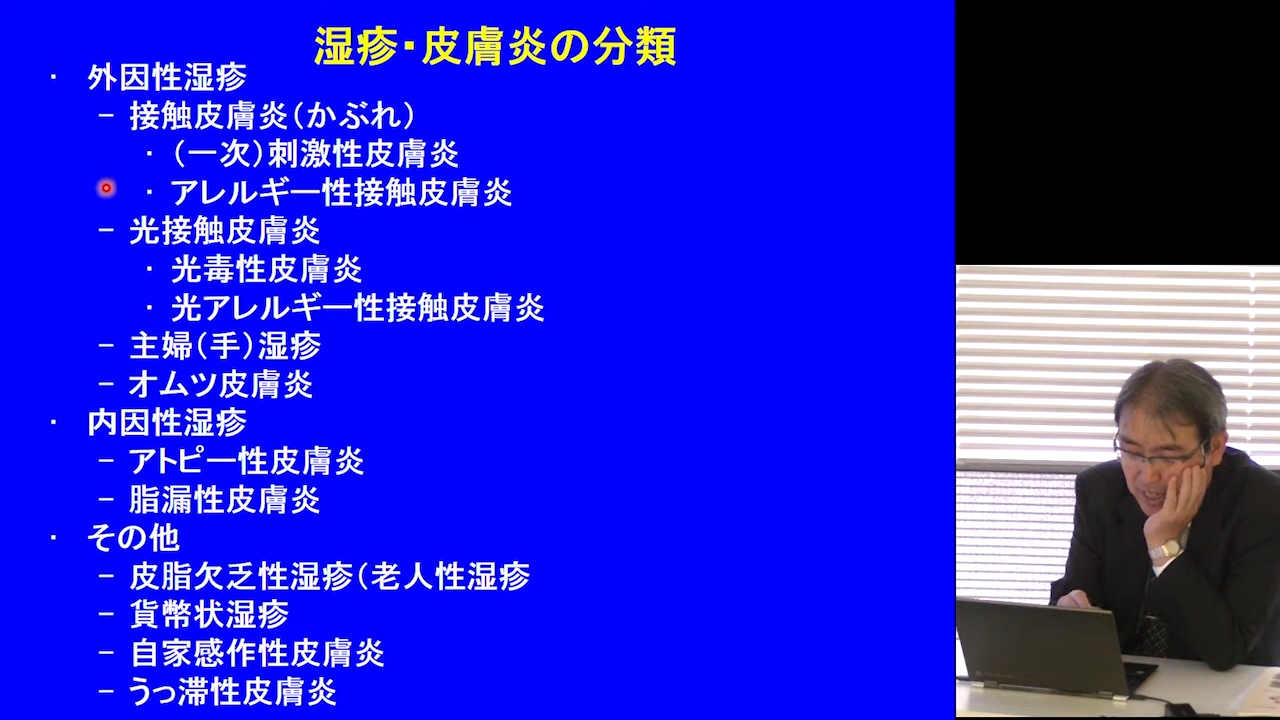 湿疹・皮膚炎の分類
・ 外因性湿疹
– 接触皮膚炎(かぶれ)
・(一次)刺激性皮膚炎
・アレルギー性接触皮膚炎
– 光接触皮膚炎
・光毒性皮膚炎
・光アレルギー性接触皮膚炎
– 主婦(手)湿疹
– オムツ皮膚炎
・ 内因性湿疹
– アトピー性皮膚炎
– 脂漏性皮膚炎
・ その他
– 皮脂欠乏性湿疹(老人性湿疹
– 貨幣状湿疹
– 自家感作性皮膚炎
– うっ滞性皮膚炎